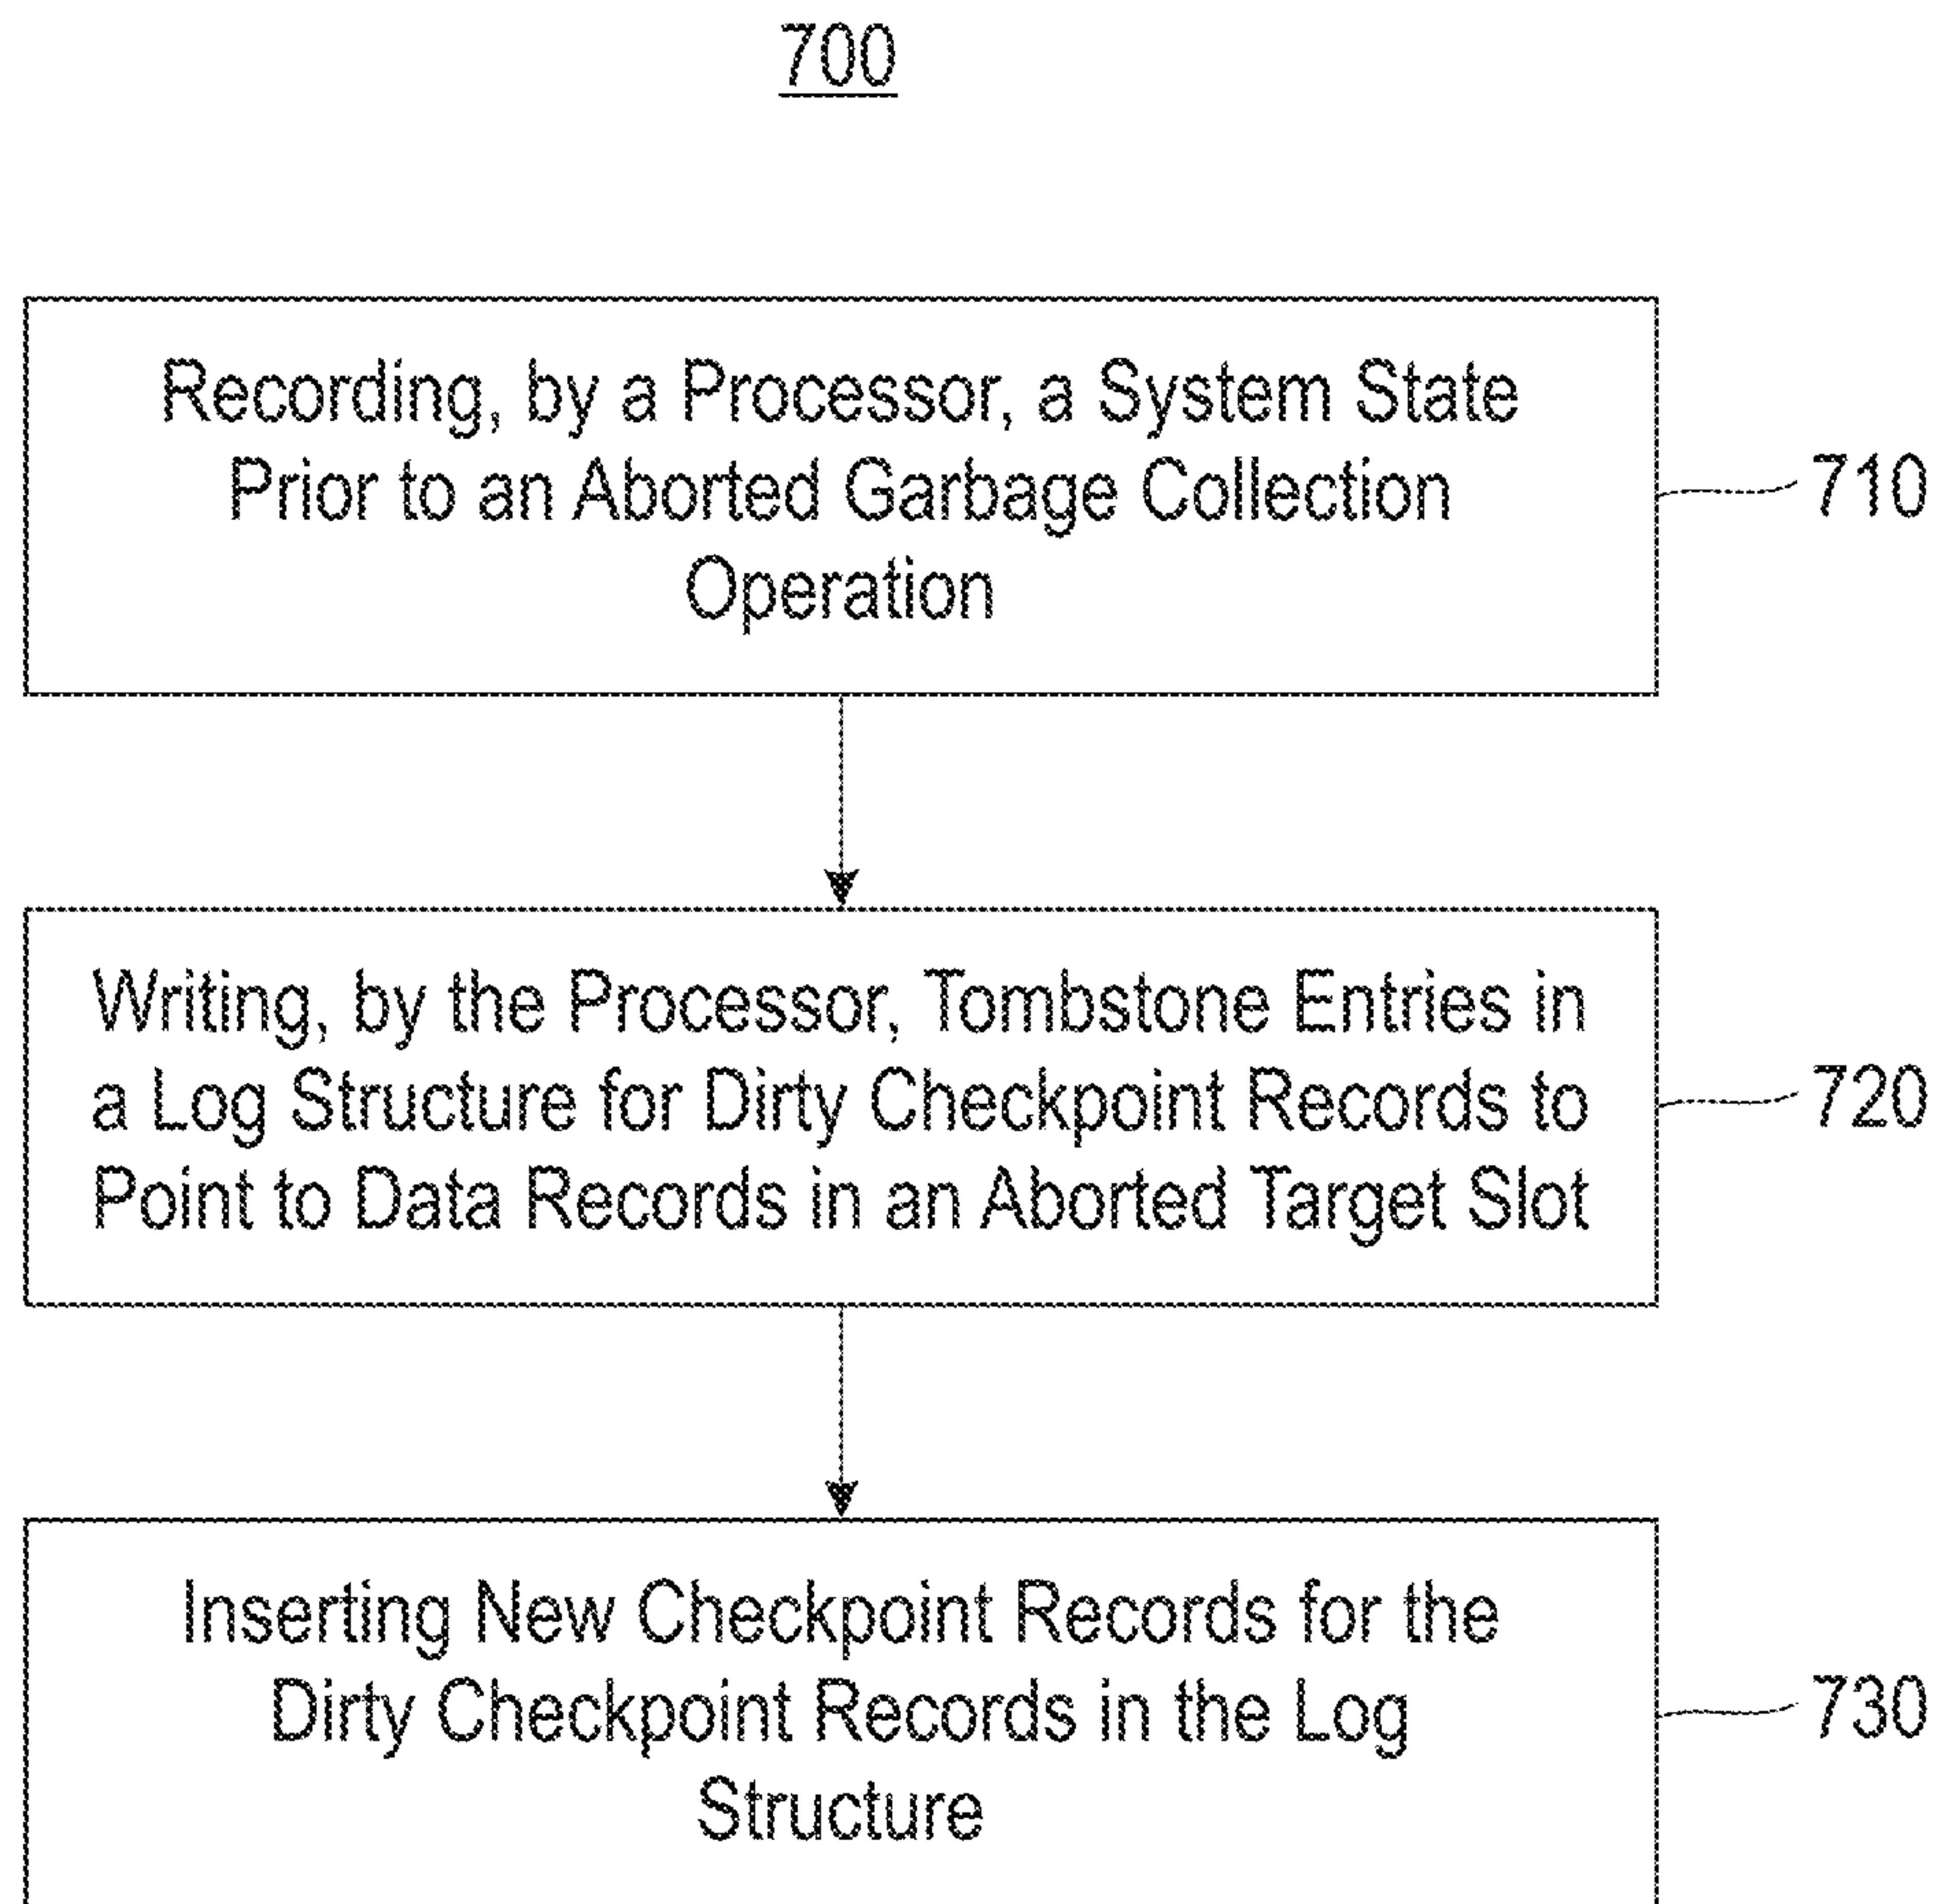 700
Recording, by a Processor, a System State
Prior to an Aborted Garbage Collection
Operation
710
Writing, by the Processor, Tombstone Entries in
a Log Structure for Dirty Checkpoint Records to
Point to Data Records in an Aborted Target Slot
720
Inserting New Checkpoint Records for the
Dirty Checkpoint Records in the Log
Structure
730